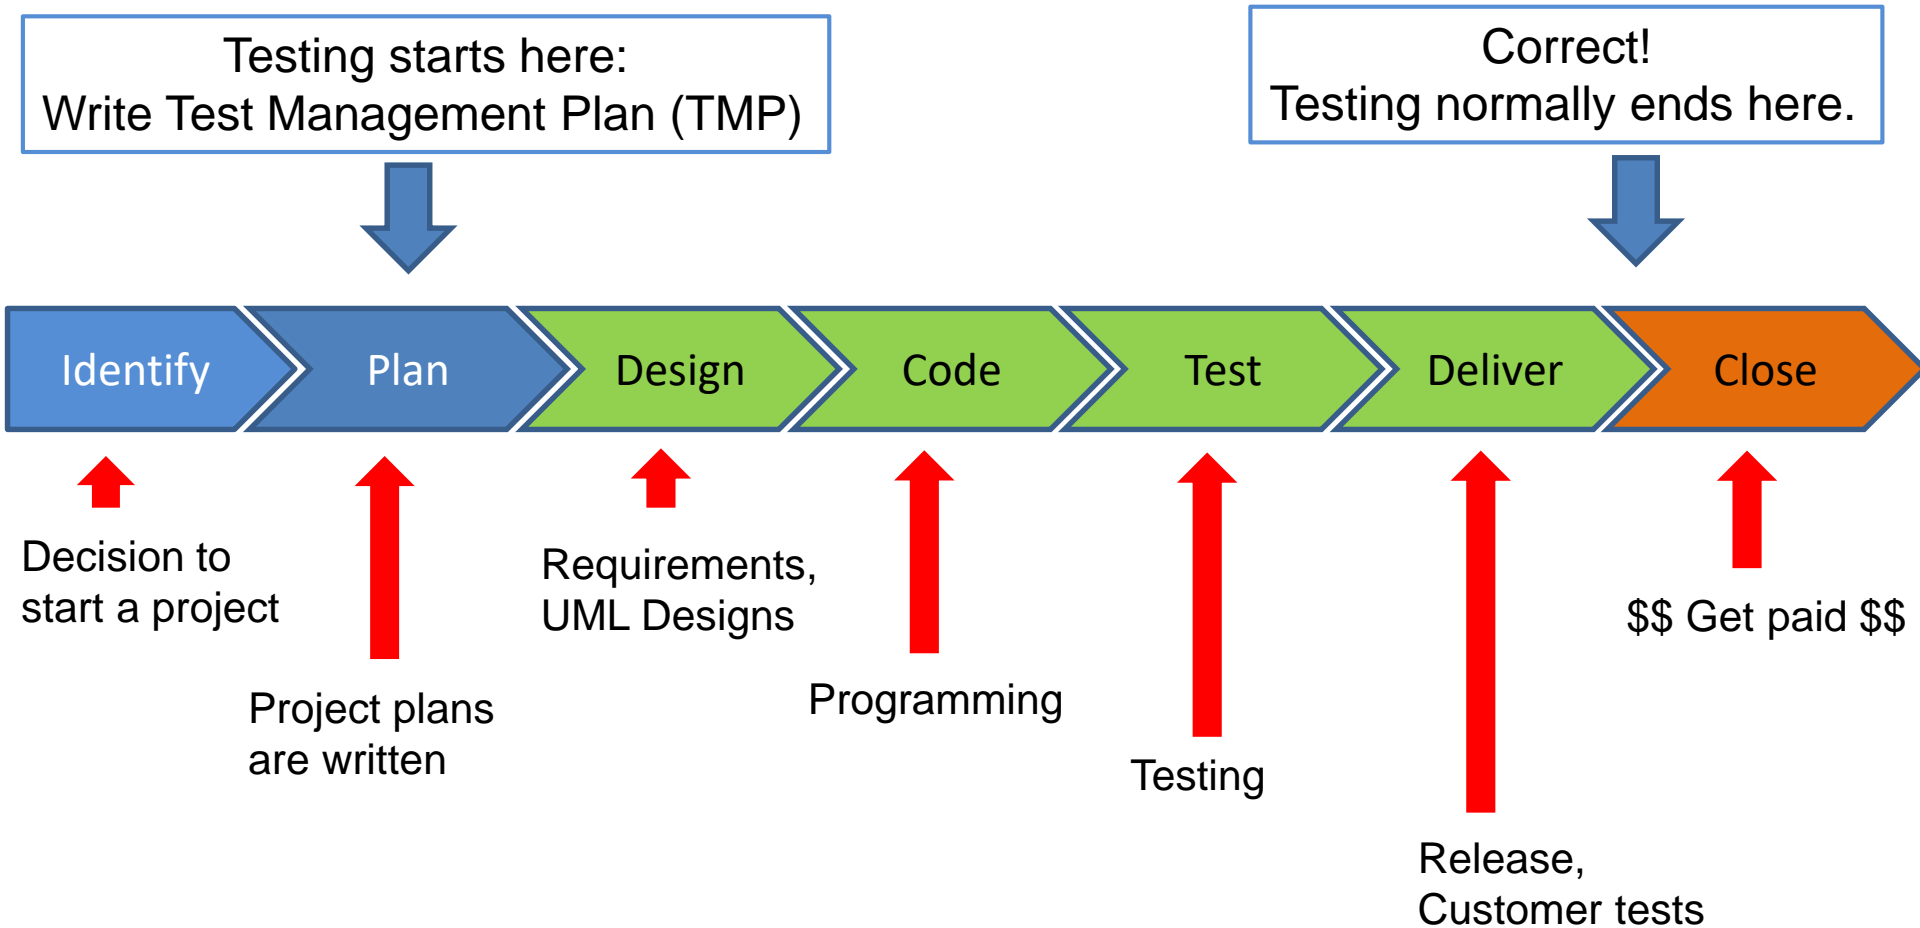 Testing starts here:
Write Test Management Plan (TMP)
Correct!
Testing normally ends here.
Identify
Plan
Design
Code
Test
Deliver
Close
Decision to
start a project
Project plans
are written
Requirements,
UML Designs
Programming
Testing
Release,
Customer tests
$$ Get paid $$